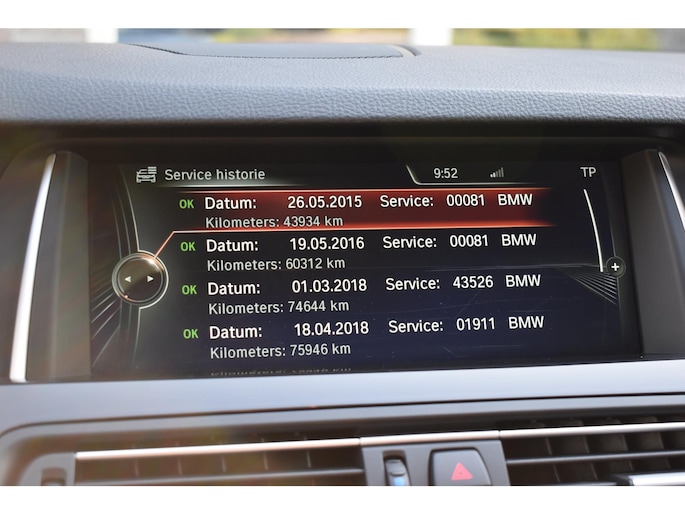 Service historie 9:52 TP
OK Datum: 26.05.2015 Service: 00081 BMW
Kilometers: 43934 km
OK Datum: 19.05.2016 Service: 00081 BMW
Kilometers: 60312 km
OK Datum: 01.03.2018 Service: 43526 BMW
Kilometers: 74644 km
OK Datum: 18.04.2018 Service: 01911 BMW
Kilometers: 75946 km